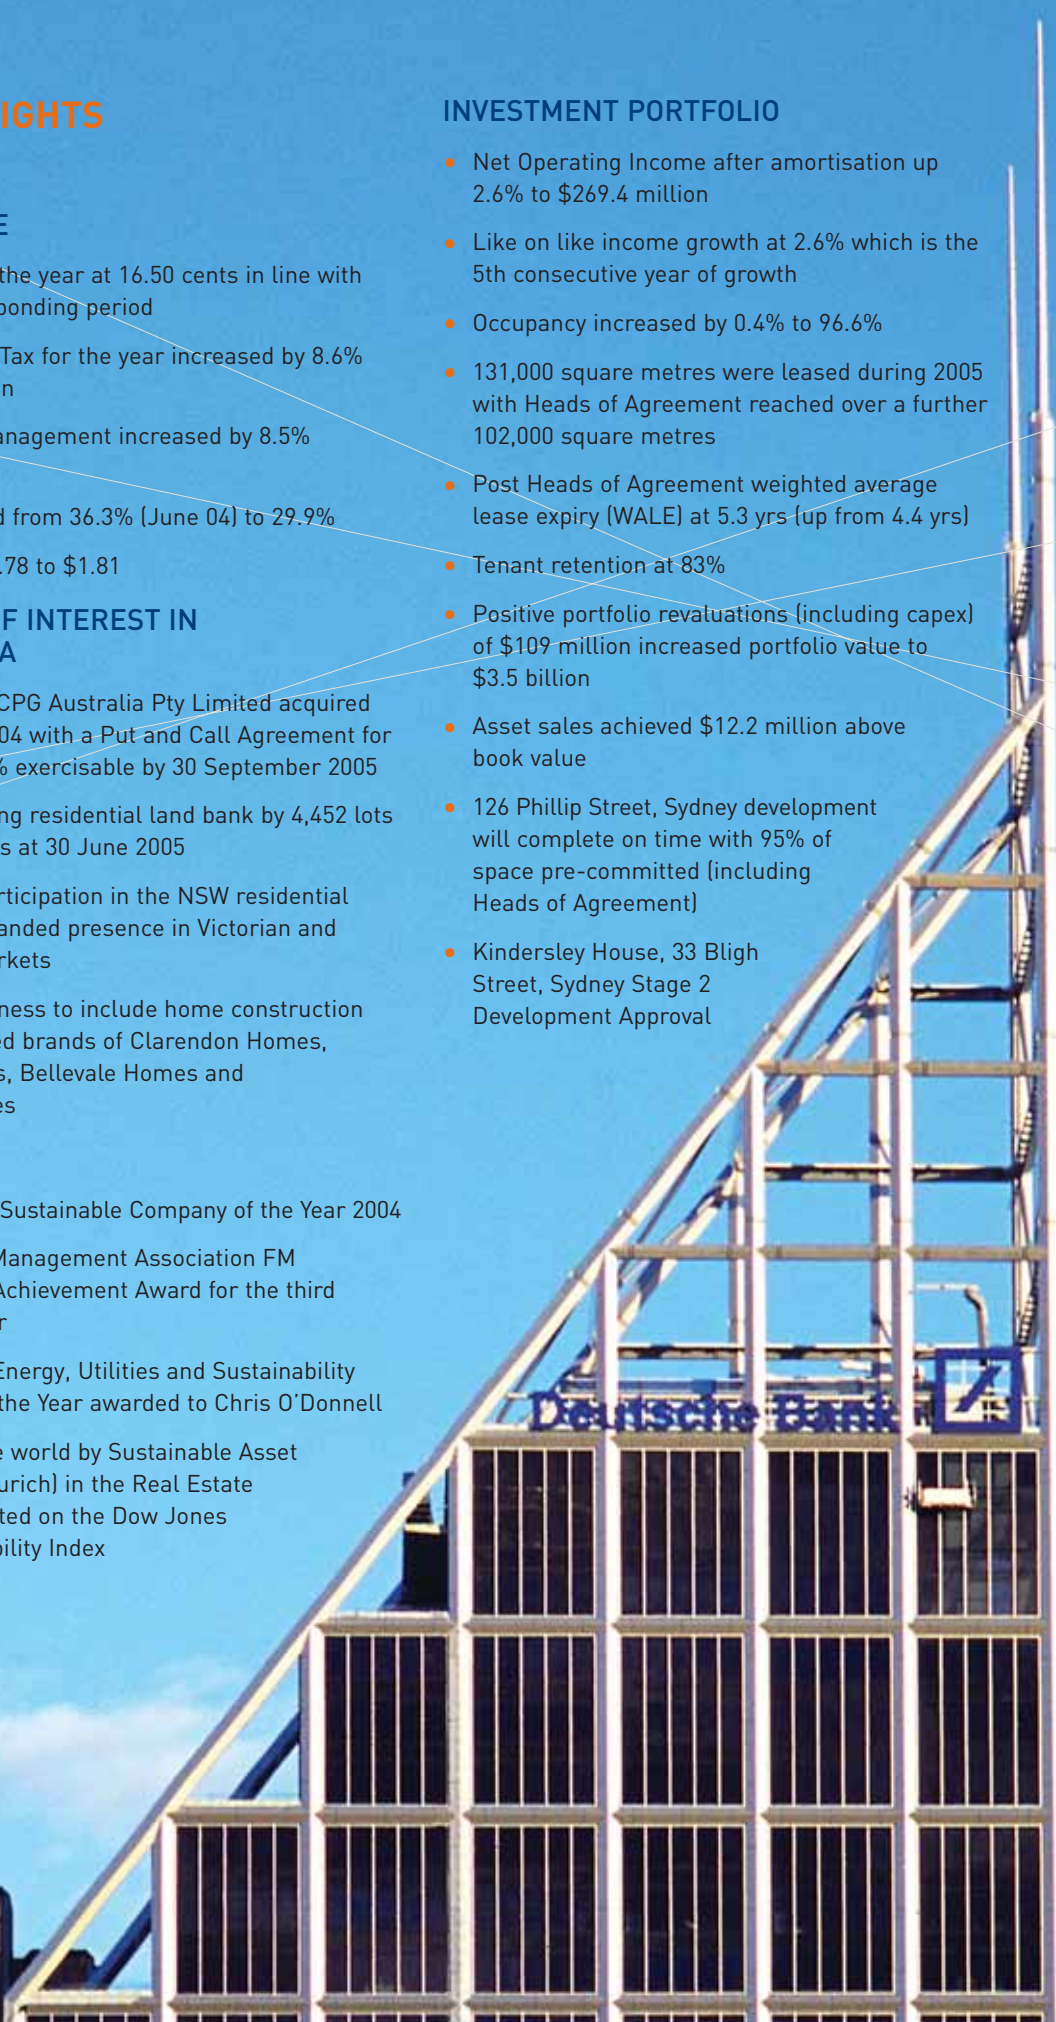 IGHTS
E
the year at 16.50 cents in line with
ponding period
Tax for the year increased by 8.6%
n
anagement increased by 8.5%
d from 36.3% (June 04) to 29.9%
.78 to $1.81
F INTEREST IN
A
CPG Australia Pty Limited acquired
04 with a Put and Call Agreement for
% exercisable by 30 September 2005
ng residential land bank by 4,452 lots
s at 30 June 2005
rticipation in the NSW residential
anded presence in Victorian and
rkets
ness to include home construction
ed brands of Clarendon Homes,
s, Bellevale Homes and
es
Sustainable Company of the Year 2004
Management Association FM
Achievement Award for the third
r
Energy, Utilities and Sustainability
the Year awarded to Chris O'Donnell
e world by Sustainable Asset
urich) in the Real Estate
ted on the Dow Jones
bility Index
INVESTMENT PORTFOLIO
• Net Operating Income after amortisation up
2.6% to $269.4 million
• Like on like income growth at 2.6% which is the
5th consecutive year of growth
• Occupancy increased by 0.4% to 96.6%
• 131,000 square metres were leased during 2005
with Heads of Agreement reached over a further
102,000 square metres
• Post Heads of Agreement weighted average
lease expiry (WALE) at 5.3 yrs (up from 4.4 yrs)
• Tenant retention at 83%
• Positive portfolio revaluations (including capex)
of $109 million increased portfolio value to
$3.5 billion
• Asset sales achieved $12.2 million above
book value
• 126 Phillip Street, Sydney development
will complete on time with 95% of
space pre-committed (including
Heads of Agreement)
• Kindersley House, 33 Bligh
Street, Sydney Stage 2
Development Approval
Deutsche Bank